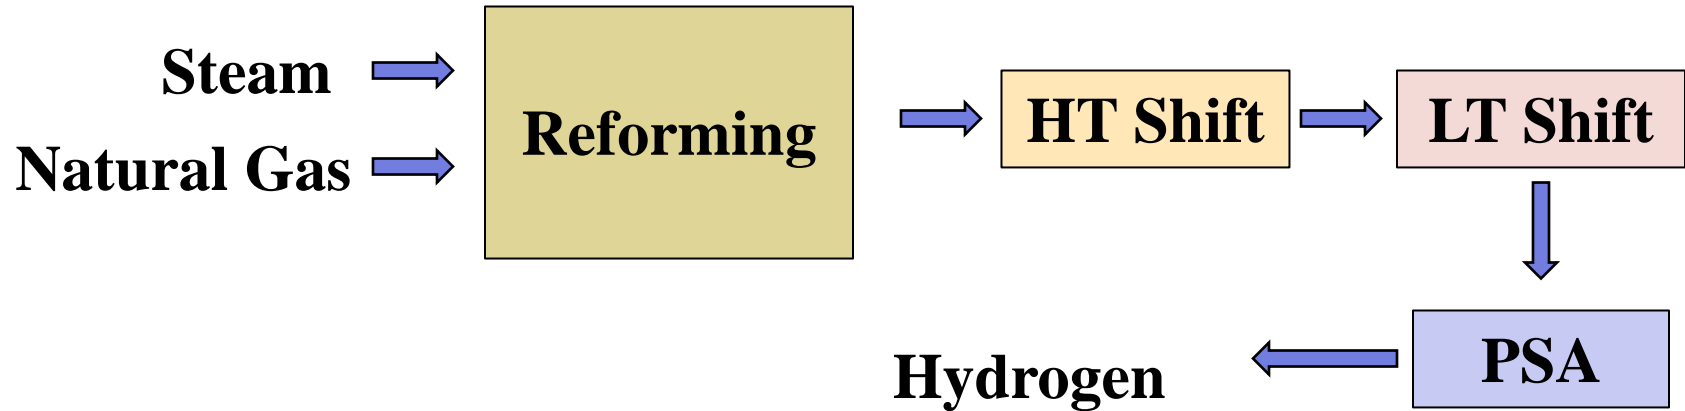 Steam
Natural Gas
Reforming
HT Shift
LT Shift
PSA
Hydrogen